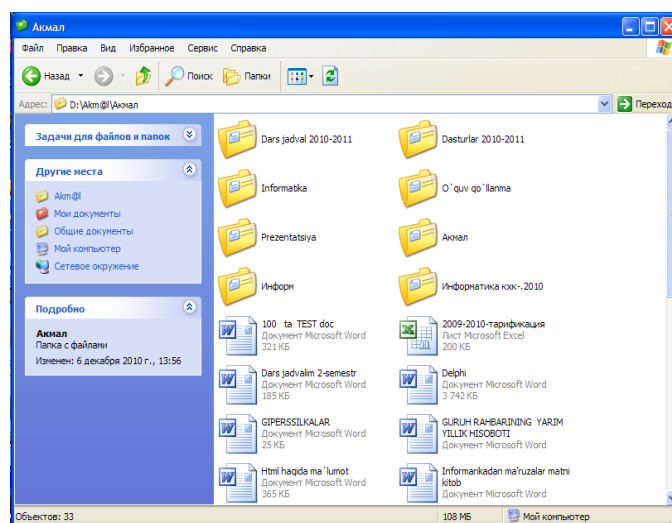 Акмал
Файл Правка Вид Избранное Сервис Справка
Назад Поиск Папки
Адрес: D:\Akm@l\Акмал Переход
Задачи для файлов и папок
Другие места
Akm@l
Мои документы
Общие документы
Мой компьютер
Сетевое окружение
Подробно
Акмал
Папка с файлами
Изменен: 6 декабря 2010 г., 13:56
Dars jadval 2010-2011
Dasturlar 2010-2011
Informatika
O`quv qo`llanma
Prezentatsiya
Акмал
Информ
Информатика кхк-.2010
100 ta TEST doc
Документ Microsoft Word
321 КБ
2009-2010-тарификация
Лист Microsoft Excel
200 КБ
Dars jadvalim 2-semestr
Документ Microsoft Word
185 КБ
Delphi
Документ Microsoft Word
3 742 КБ
GIPERSSILKALAR
Документ Microsoft Word
25 КБ
GURUH RAHBARINING YARIM
YILLIK HISOBOTI
Документ Microsoft Word
Html haqida ma`lumot
Документ Microsoft Word
365 КБ
Informarikadan ma'ruzalar matni
kitob
Документ Microsoft Word
Объектов: 33 108 МБ Мой компьютер